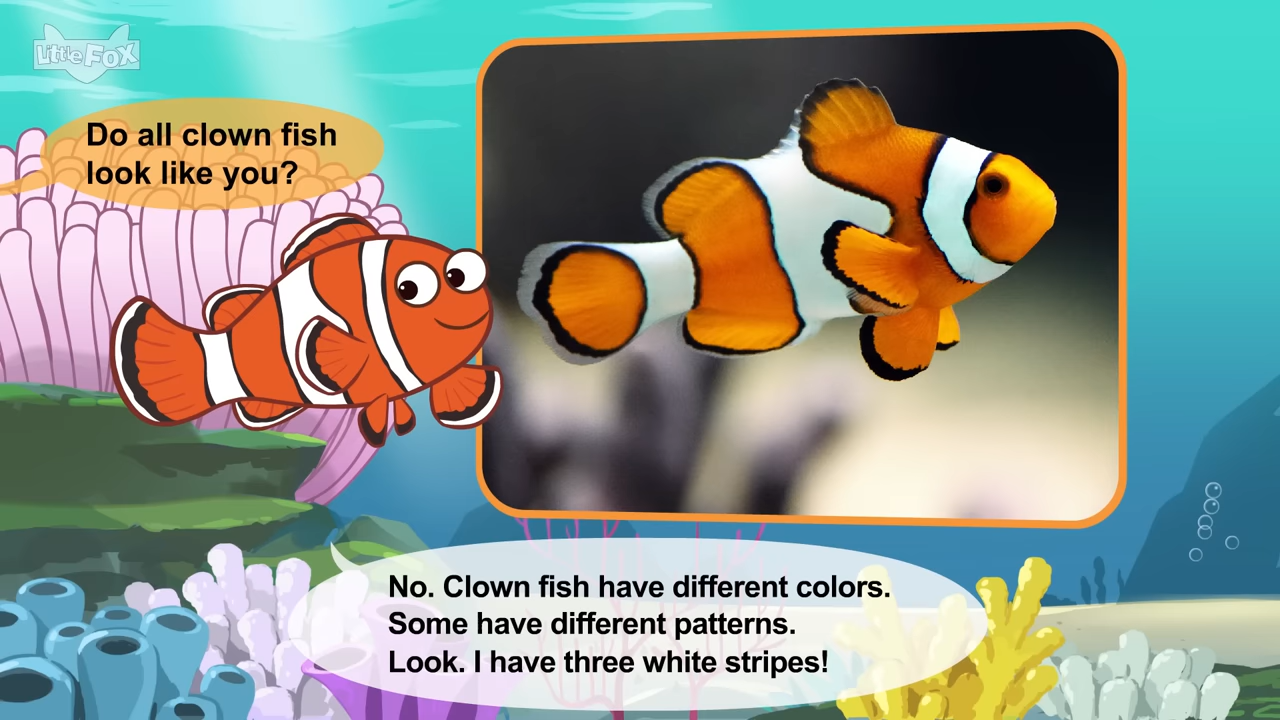 Little Fox
Do all clown fish
look like you?
No. Clown fish have different colors.
Some have different patterns.
Look. I have three white stripes!